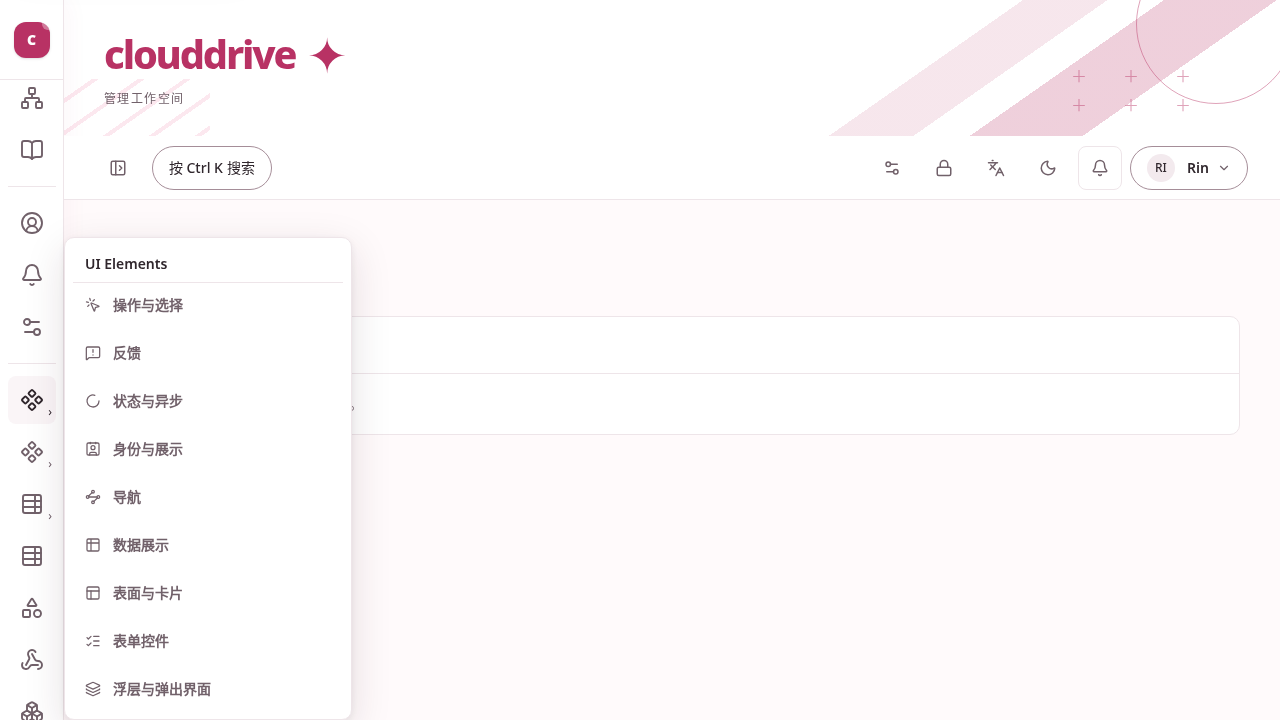 c
clouddrive
管理工作空间
按 Ctrl K 搜索
RI
Rin
UI Elements
操作与选择
反馈
状态与异步
身份与展示
导航
数据展示
表面与卡片
表单控件
浮层与弹出界面